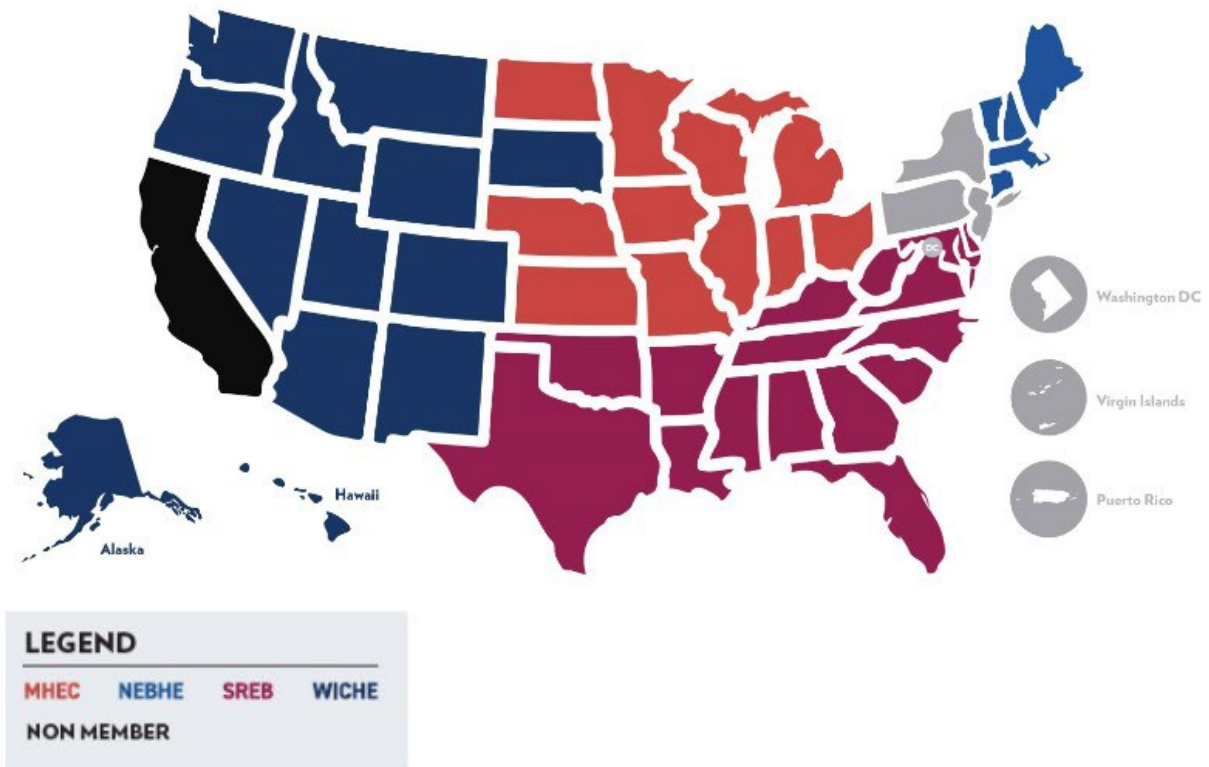 DC
Washington DC
Virgin Islands
Puerto Rico
Hawaii
Alaska
LEGEND
MHEC NEBHE SREB WICHE
NON MEMBER